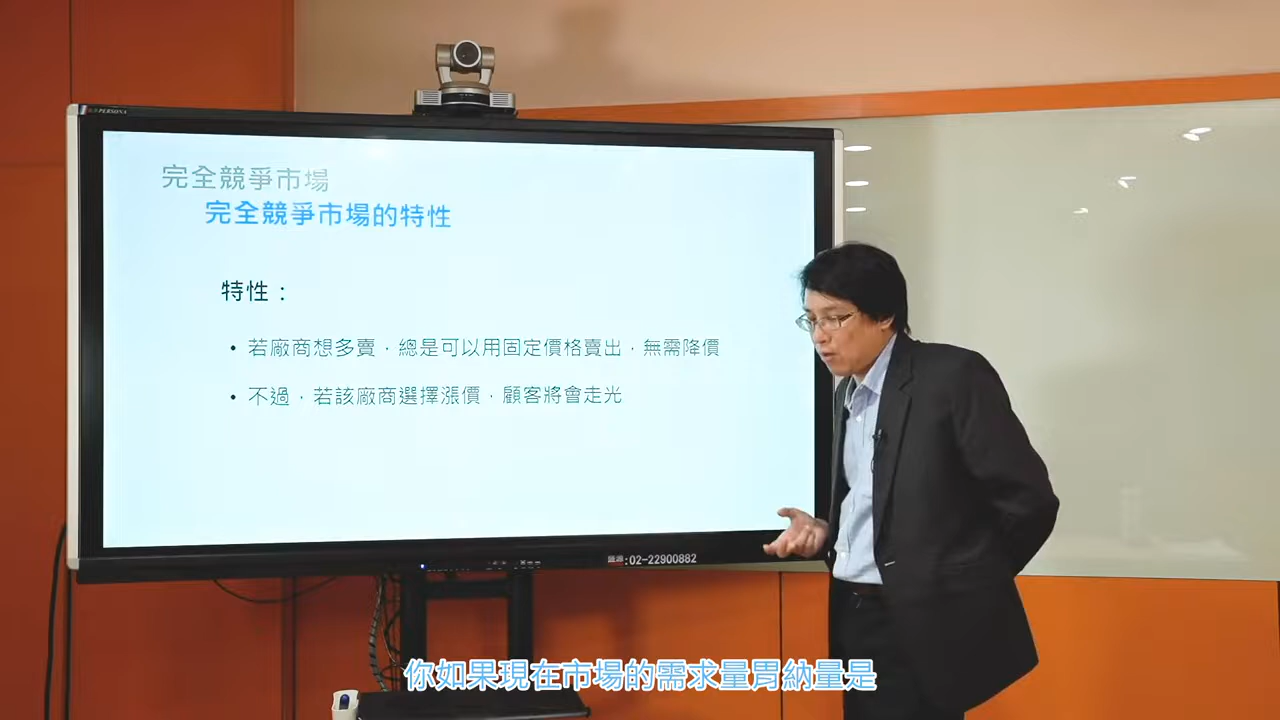 PERSONA
完全競爭市場
完全競爭市場的特性
特性：
• 若廠商想多賣，總是可以用固定價格賣出，無需降價
• 不過，若該廠商選擇漲價，顧客將會走光
:02-22900882
你如果現在市場的需求量胃納量是